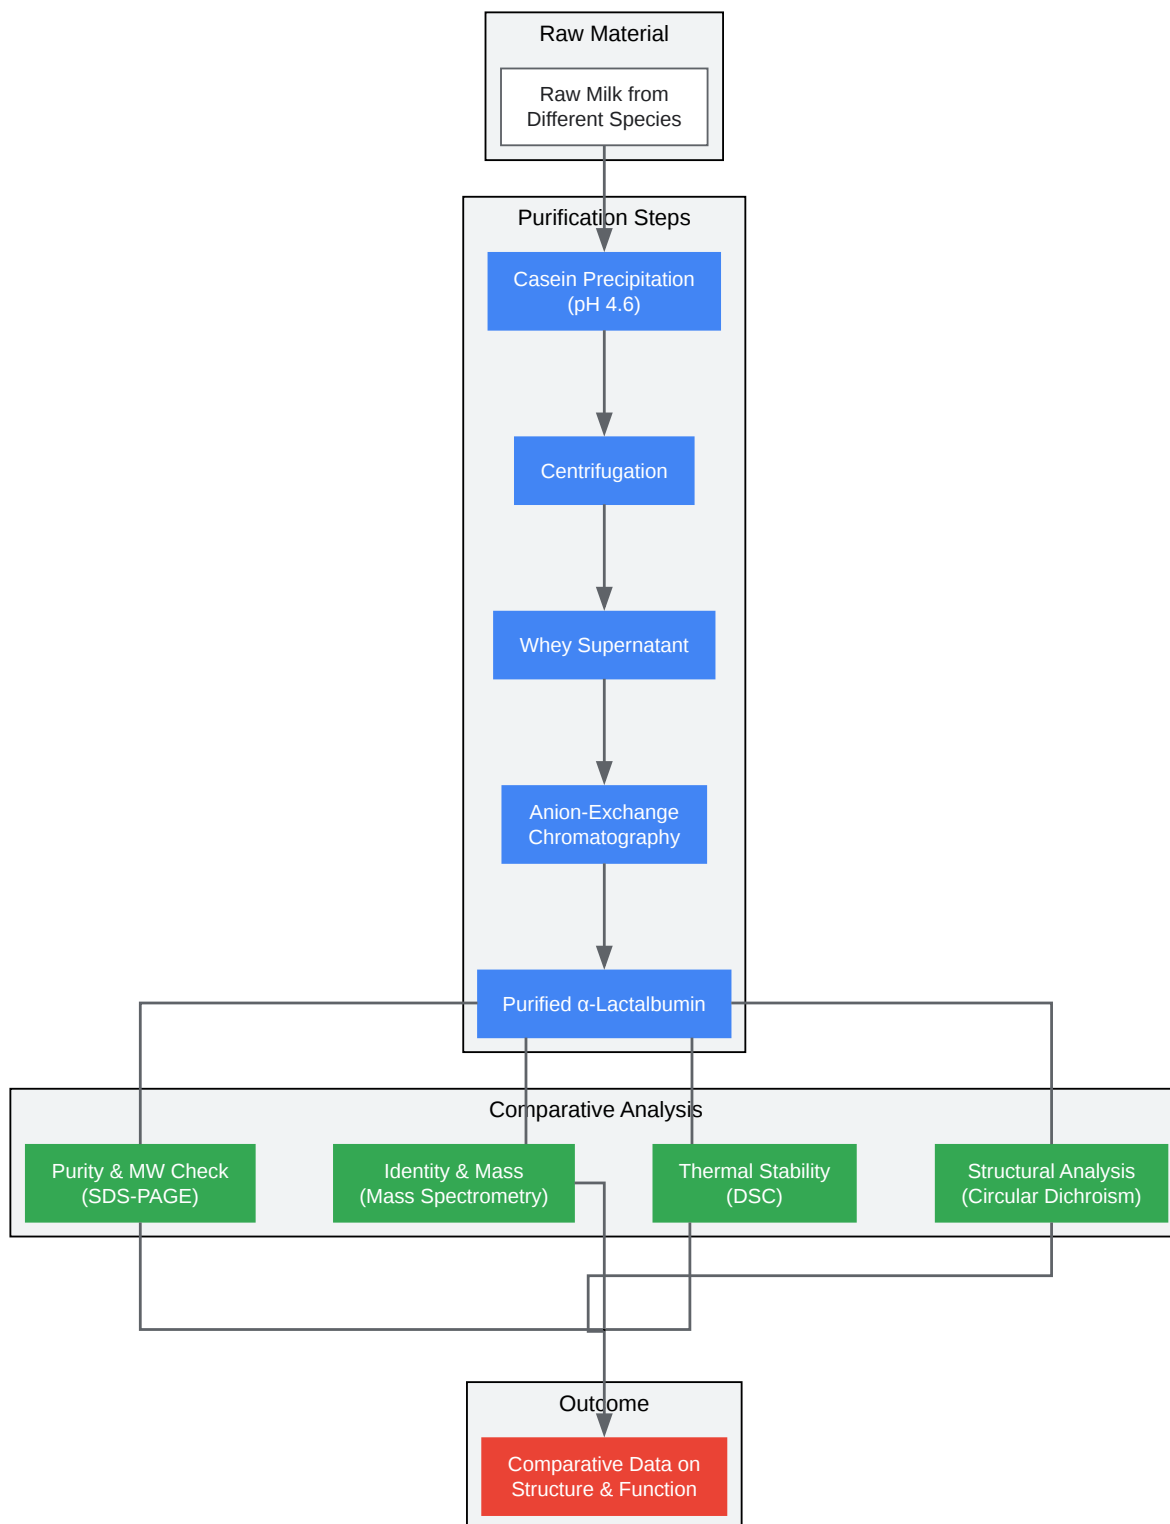 Raw Material
Raw Milk from
Different Species
Purification Steps
Casein Precipitation
(pH 4.6)
Centrifugation
Whey Supernatant
Anion-Exchange
Chromatography
Purified α-Lactalbumin
Comparative Analysis
Purity & MW Check
(SDS-PAGE)
Identity & Mass
(Mass Spectrometry)
Thermal Stability
(DSC)
Structural Analysis
(Circular Dichroism)
Outcome
Comparative Data on
Structure & Function